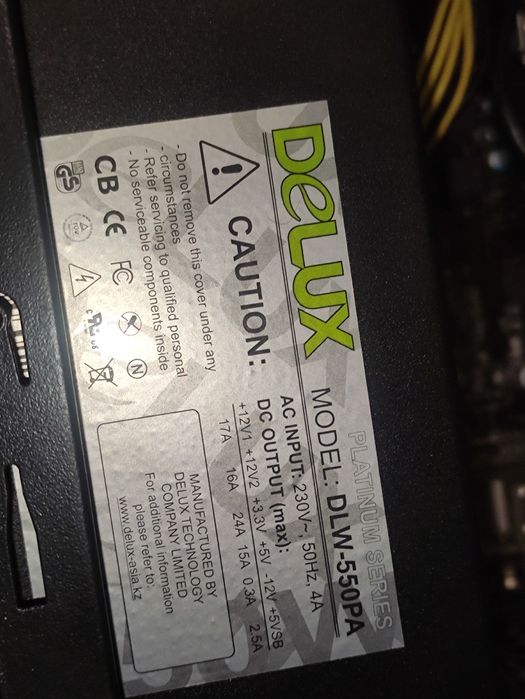 DELUX
PLATINUM SERIES
MODEL: DLW-550PA
AC INPUT: 230V~, 50Hz, 4A
DC OUTPUT (max):
+12V1 +12V2 +3.3V +5V -12V +5VSB
17A 16A 24A 15A 0.3A 2.5A
CAUTION:
- Do not remove this cover under any
- circumstances
- Refer servicing to qualified personal
- No serviceable components inside
CB CE FC N
GS
c us
MANUFACTURED BY
DELUX TECHNOLOGY
COMPANY LIMITED
For additional information
please refer to:
www.delux-asia.kz